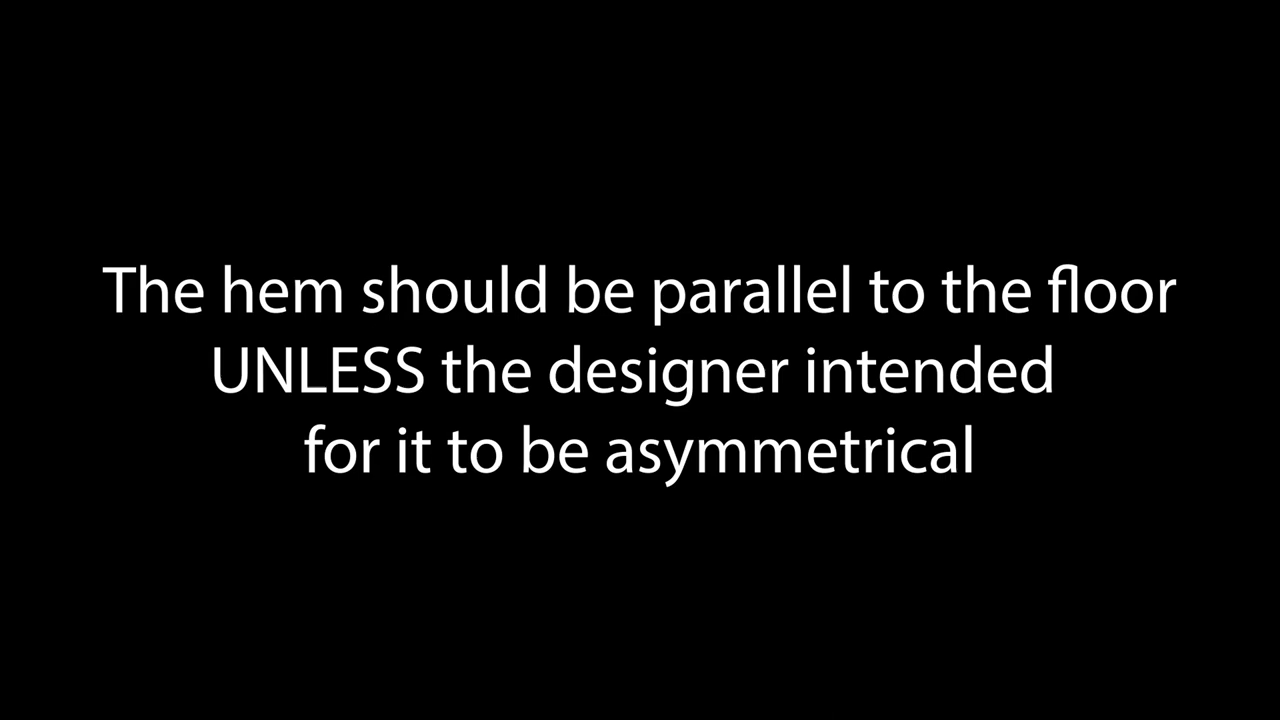 The hem should be parallel to the floor
UNLESS the designer intended
for it to be asymmetrical